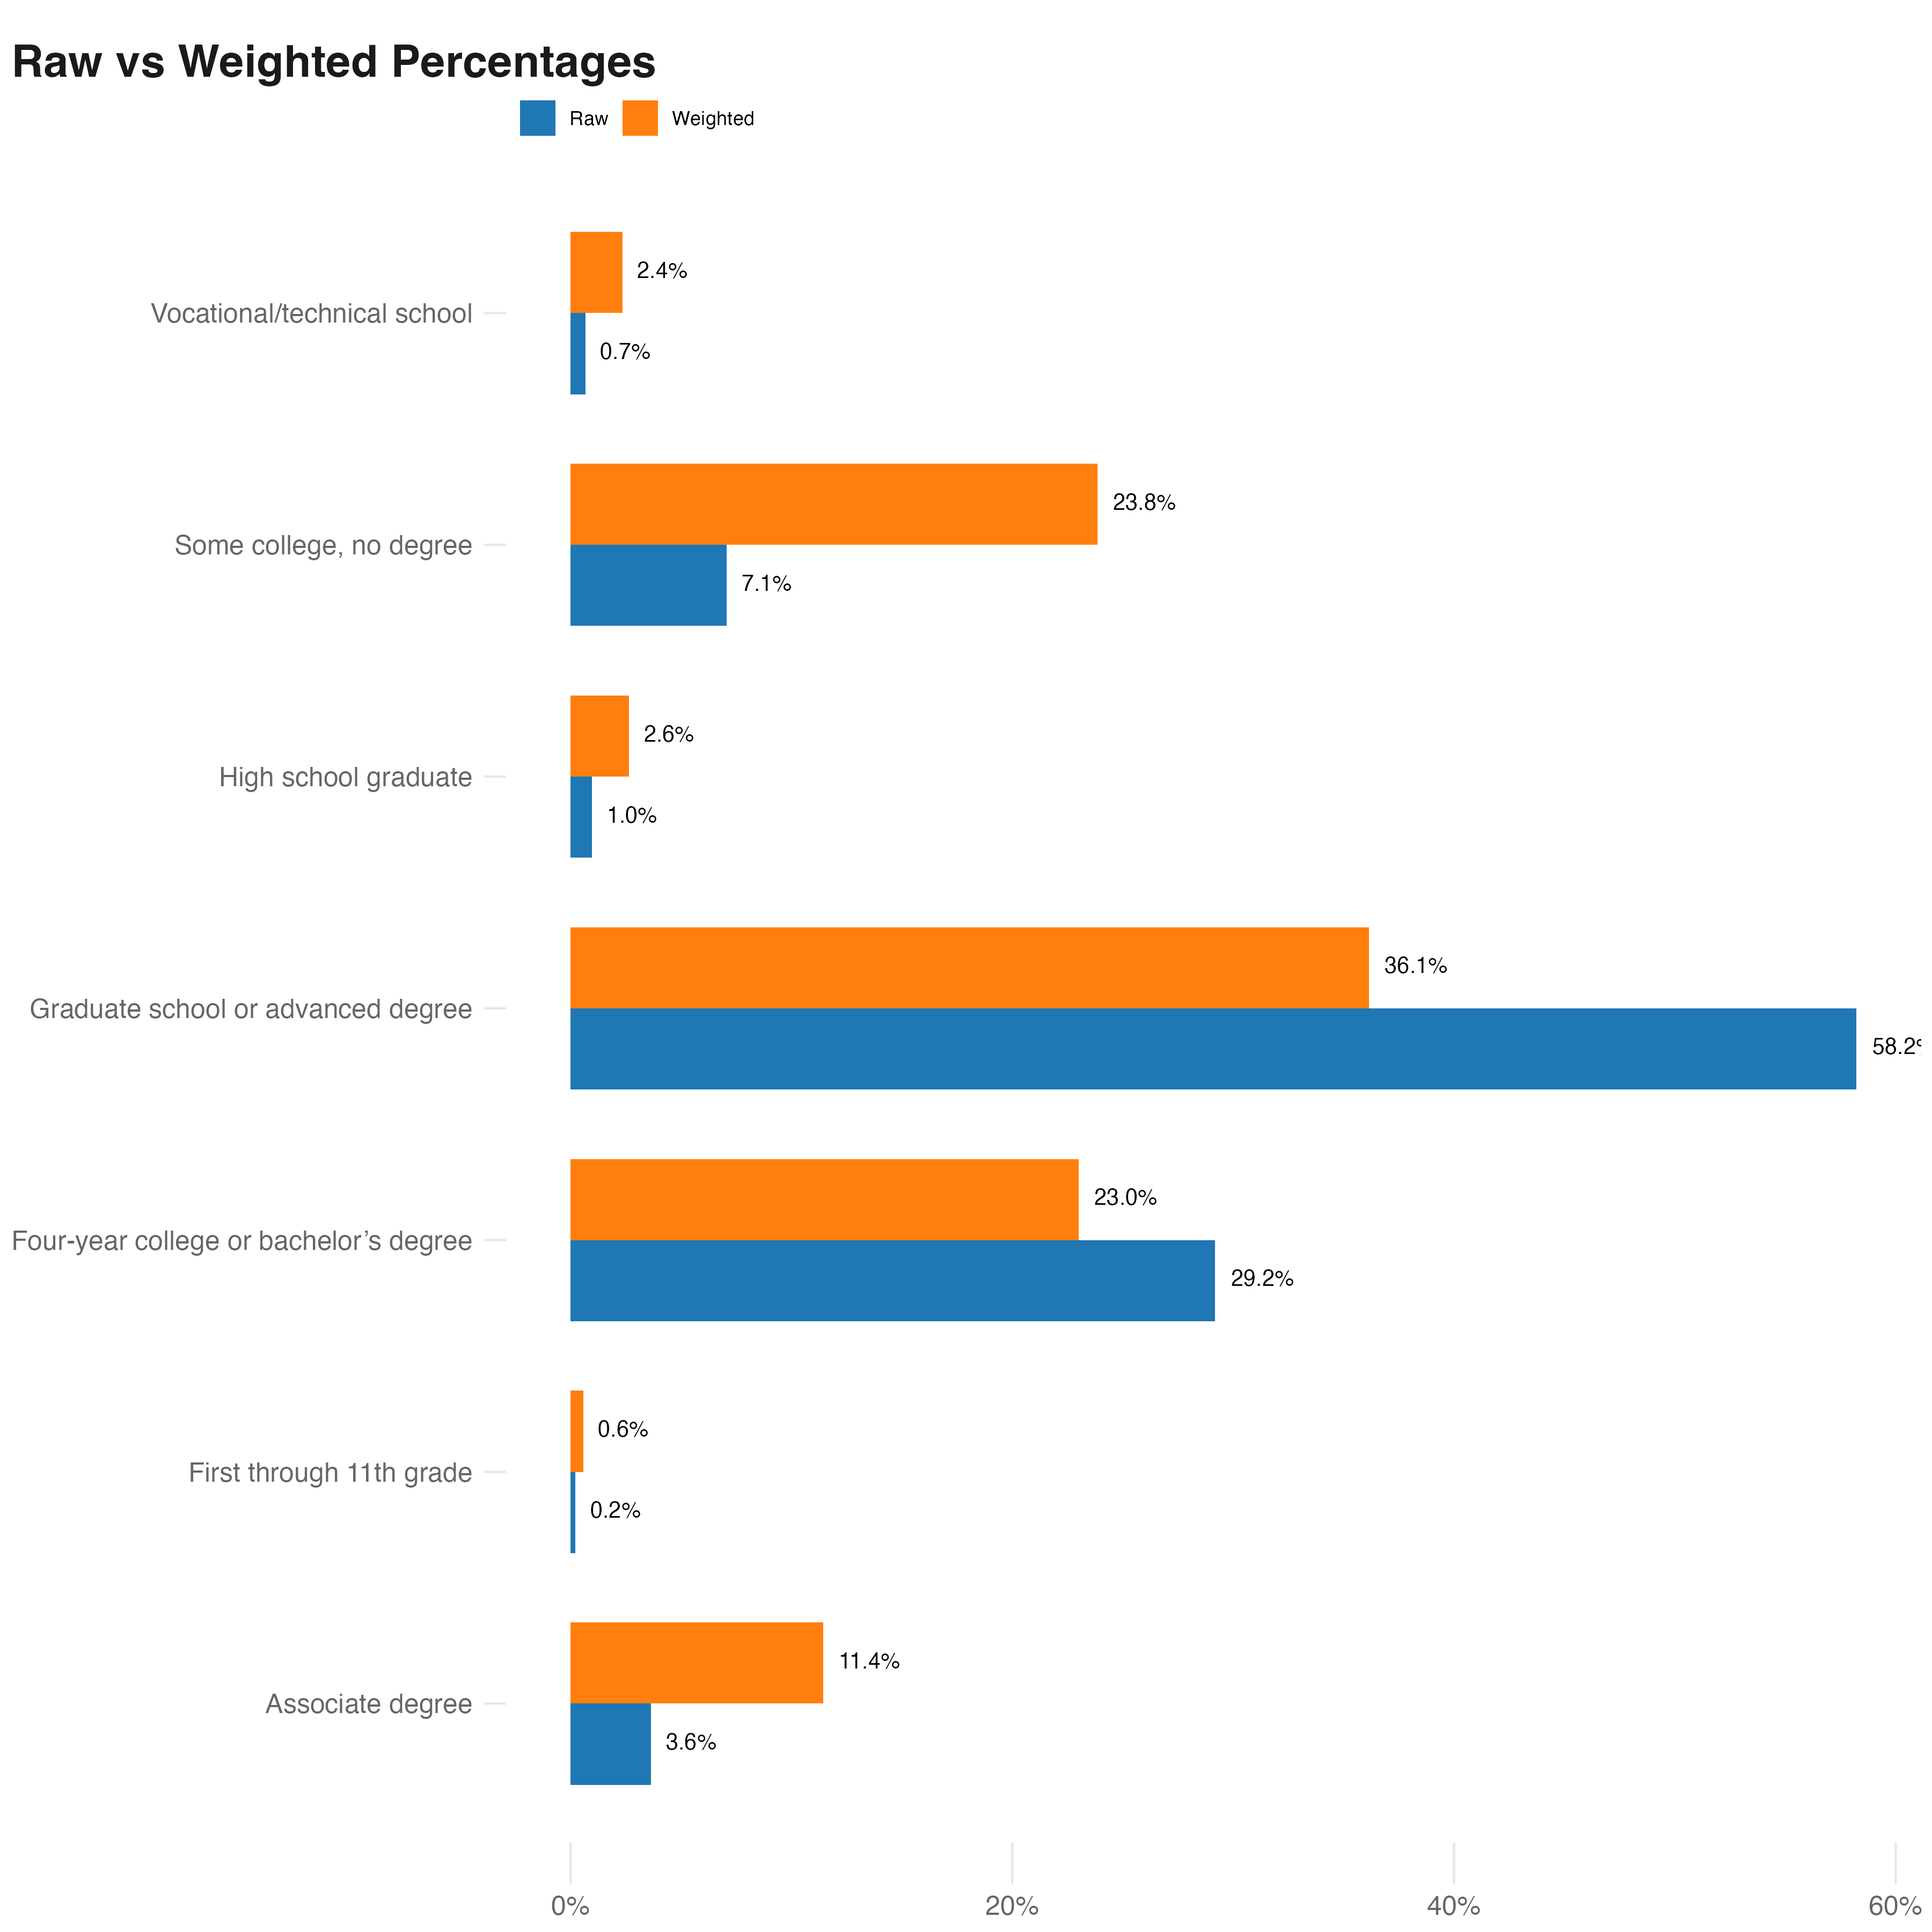 Raw vs Weighted Percentages
Raw Weighted
Vocational/technical school
2.4%
0.7%
Some college, no degree
23.8%
7.1%
High school graduate
2.6%
1.0%
Graduate school or advanced degree
36.1%
58.2%
Four-year college or bachelor’s degree
23.0%
29.2%
First through 11th grade
0.6%
0.2%
Associate degree
11.4%
3.6%
0% 20% 40% 60%